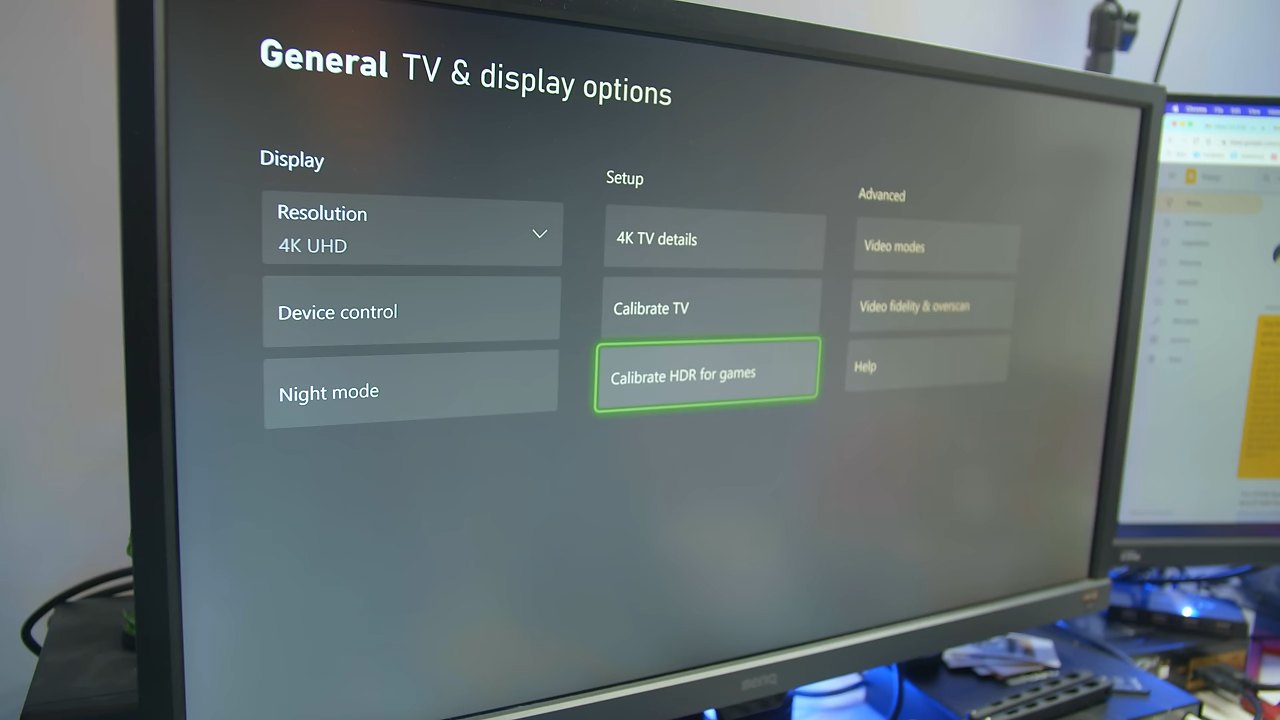 General TV & display options
Display
Resolution
4K UHD
Device control
Night mode
Setup
4K TV details
Calibrate TV
Calibrate HDR for games
Advanced
Video modes
Video fidelity & overscan
Help
BenQ